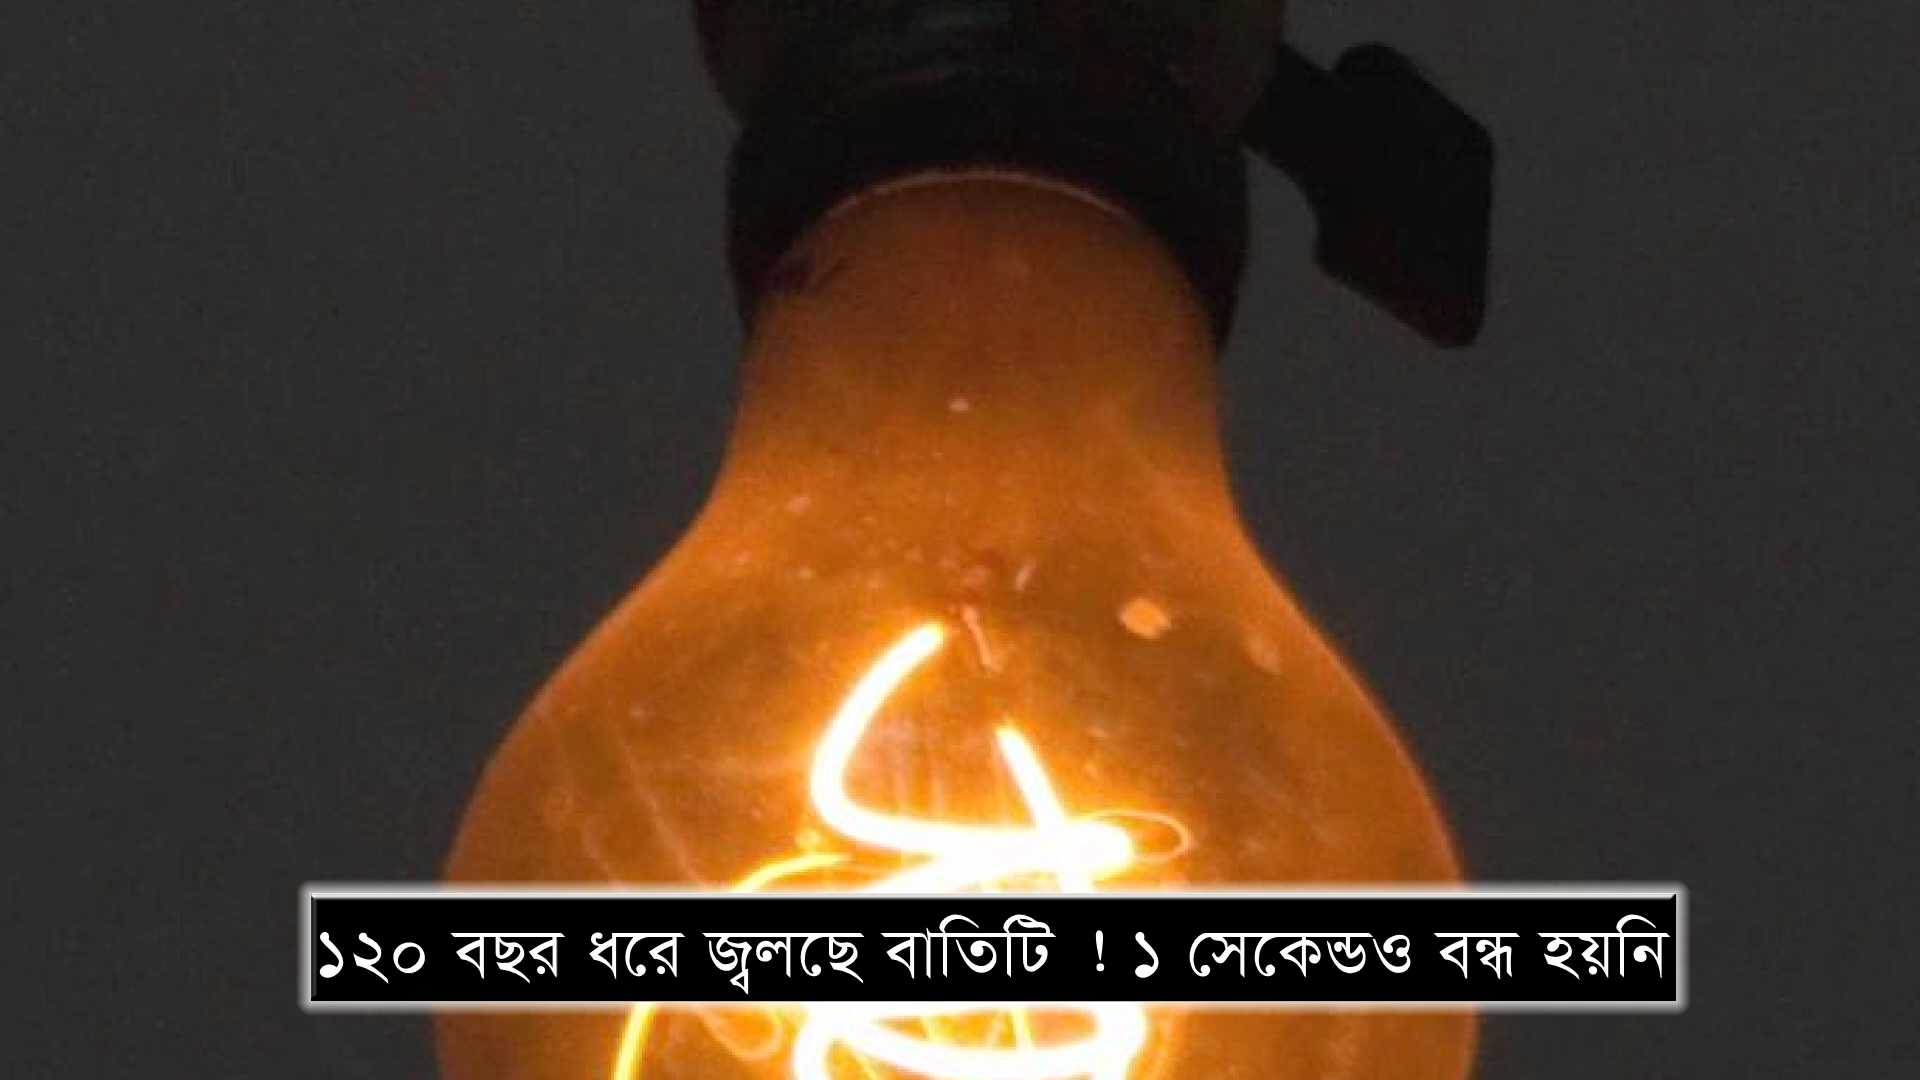 ১২০ বছর ধরে জ্বলছে বাতিটি ! ১ সেকেন্ডও বন্ধ হয়নি